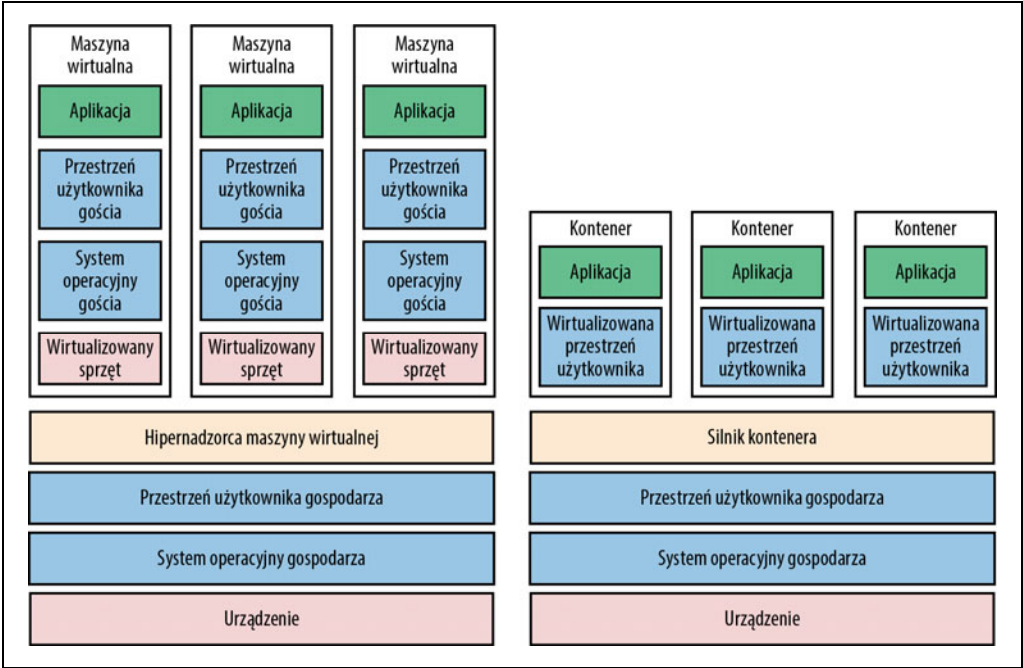 Maszyna
wirtualna
Aplikacja
Przestrzeń
użytkownika
gościa
System
operacyjny
gościa
Wirtualizowany
sprzęt
Maszyna
wirtualna
Aplikacja
Przestrzeń
użytkownika
gościa
System
operacyjny
gościa
Wirtualizowany
sprzęt
Maszyna
wirtualna
Aplikacja
Przestrzeń
użytkownika
gościa
System
operacyjny
gościa
Wirtualizowany
sprzęt
Hipernadzorca maszyny wirtualnej
Przestrzeń użytkownika gospodarza
System operacyjny gospodarza
Urządzenie
Kontener
Aplikacja
Wirtualizowana
przestrzeń
użytkownika
Kontener
Aplikacja
Wirtualizowana
przestrzeń
użytkownika
Kontener
Aplikacja
Wirtualizowana
przestrzeń
użytkownika
Silnik kontenera
Przestrzeń użytkownika gospodarza
System operacyjny gospodarza
Urządzenie